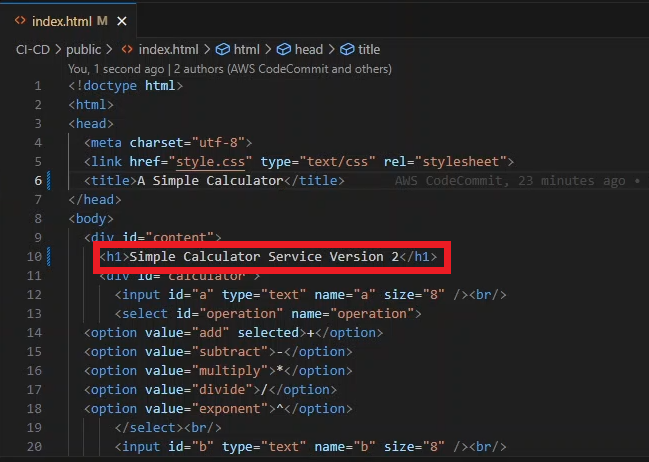 index.html M ×
CI-CD > public > <> index.html > html > head > title
You, 1 second ago | 2 authors (AWS CodeCommit and others)
1 <!doctype html>
2 <html>
3 <head>
4 <meta charset="utf-8">
5 <link href="style.css" type="text/css" rel="stylesheet">
6 <title>A Simple Calculator</title> AWS CodeCommit, 23 minutes ago •
7 </head>
8 <body>
9 <div id="content">
10 <h1>Simple Calculator Service Version 2</h1>
11 <div id="calculator">
12 <input id="a" type="text" name="a" size="8" /><br/>
13 <select id="operation" name="operation">
14 <option value="add" selected>+</option>
15 <option value="subtract">-</option>
16 <option value="multiply">*</option>
17 <option value="divide">/</option>
18 <option value="exponent">^</option>
19 </select><br/>
20 <input id="b" type="text" name="b" size="8" /><br/>